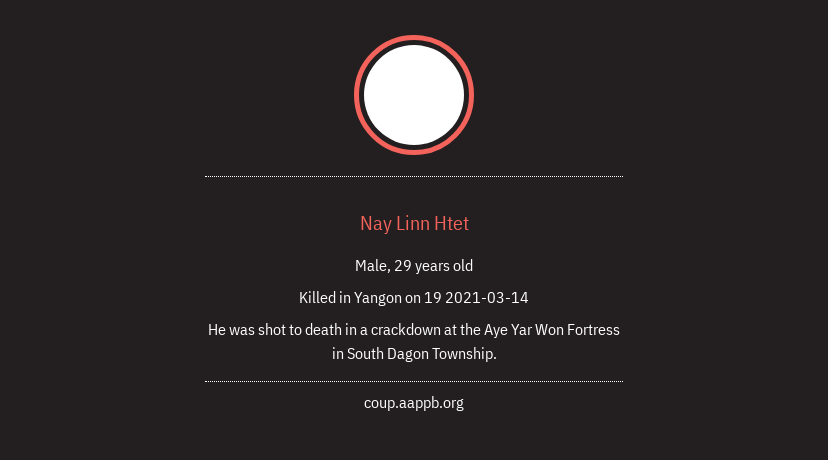 Nay Linn Htet
Male, 29 years old
Killed in Yangon on 19 2021-03-14
He was shot to death in a crackdown at the Aye Yar Won Fortress
in South Dagon Township.
coup.aappb.org